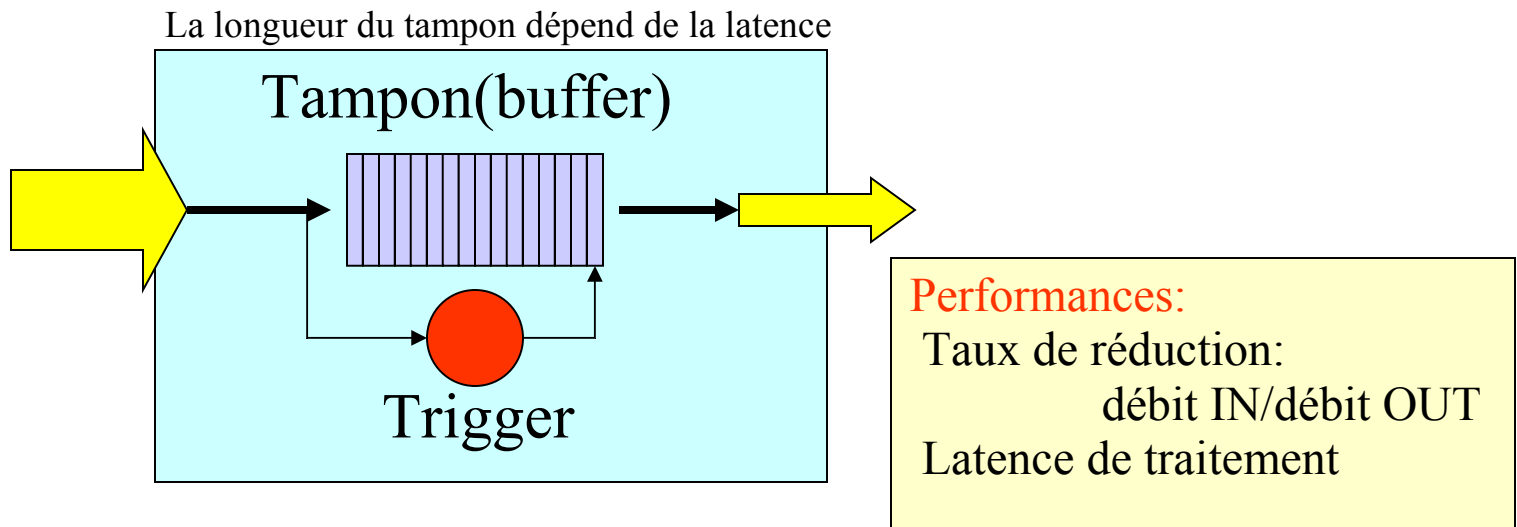 La longueur du tampon dépend de la latence
Tampon(buffer)
Trigger
Performances:
Taux de réduction:
débit IN/débit OUT
Latence de traitement